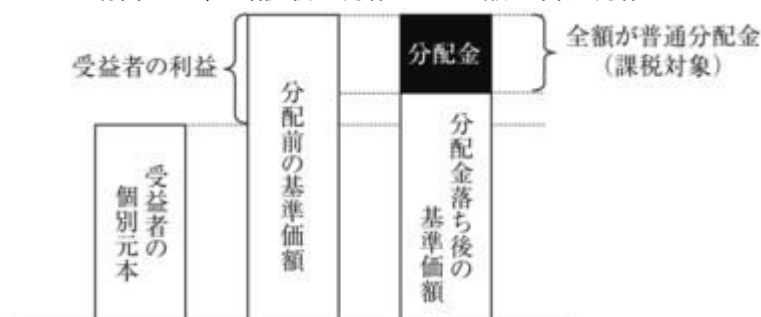 受益者の利益
分配金
全額が普通分配金
(課税対象)
受益者の
個別元本
分配前の基準価額
分配金落ち後の
基準価額